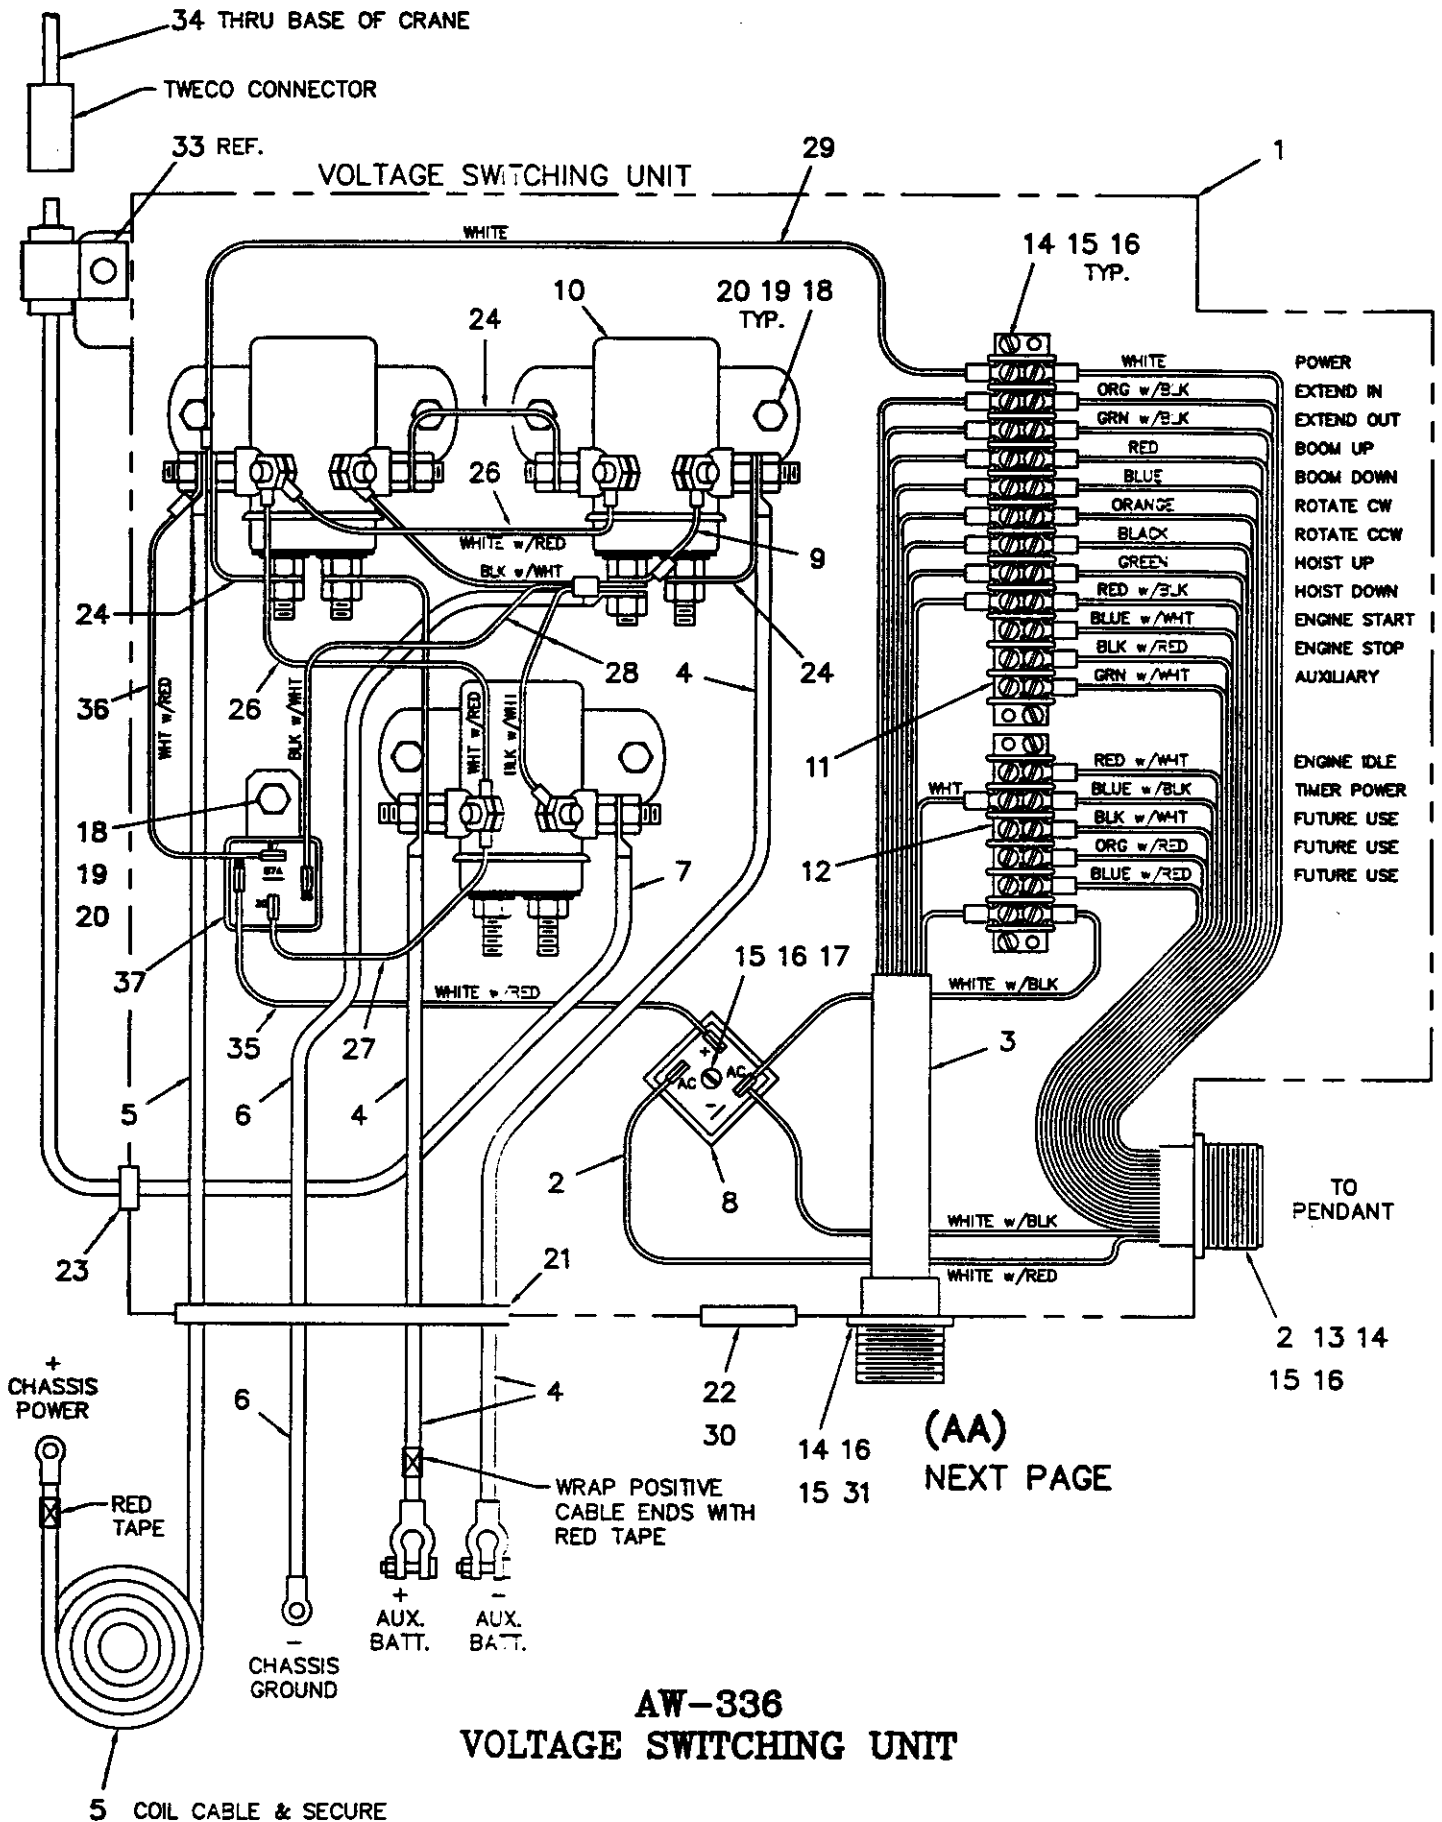 34 THRU BASE OF CRANE
TWECO CONNECTOR
33 REF.
VOLTAGE SWITCHING UNIT
29
1
WHITE
14 15 16
TYP.
10
20 19 18
TYP.
24
26
WHITE w/RED
BLK w/WHT
9
24
36
26
28
4
24
WHT w/RED
BLK w/WHT
WHT w/RED
BLK w/WHT
WHITE POWER
ORG w/BLK EXTEND IN
GRN w/BLK EXTEND OUT
RED BOOM UP
BLUE BOOM DOWN
ORANGE ROTATE CW
BLACK ROTATE CCW
GREEN HOIST UP
RED w/BLK HOIST DOWN
BLUE w/WHT ENGINE START
BLK w/RED ENGINE STOP
GRN w/WHT AUXILIARY
11
RED w/WHT ENGINE IDLE
WHT BLUE w/BLK TIMER POWER
BLK w/WHT FUTURE USE
ORG w/RED FUTURE USE
BLUE w/RED FUTURE USE
12
18
19
20
87A
30
7
37
15 16 17
WHITE w/RED
WHITE w/BLK
35
27
3
+
AC
AC
-
5
6
4
2
8
WHITE w/BLK
WHITE w/RED
TO
PENDANT
23
21
2 13 14
15 16
+
CHASSIS
POWER
6
4
22
30
14 16
15 31
(AA)
NEXT PAGE
RED
TAPE
WRAP POSITIVE
CABLE ENDS WITH
RED TAPE
+
AUX.
BATT.
-
AUX.
BATT.
-
CHASSIS
GROUND
AW-336
VOLTAGE SWITCHING UNIT
5 COIL CABLE & SECURE